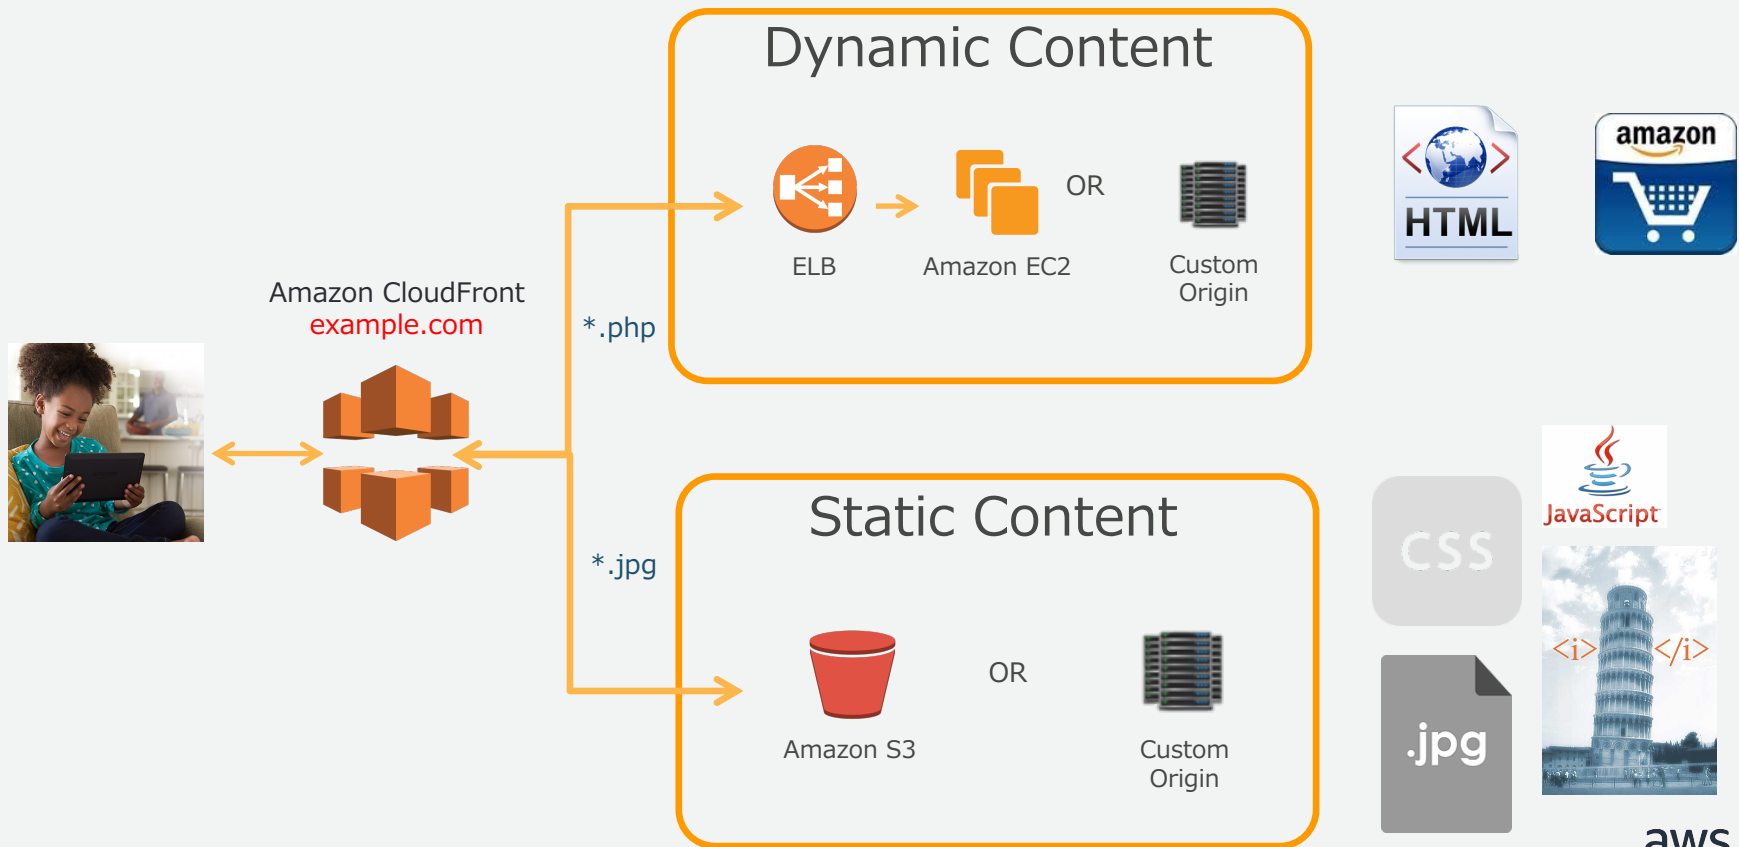 Dynamic Content
ELB
Amazon EC2
OR
Custom
Origin
< >
HTML
amazon
Amazon CloudFront
example.com
*.php
*.jpg
Static Content
Amazon S3
OR
Custom
Origin
CSS
JavaScript
<i> </i>
.jpg
aws